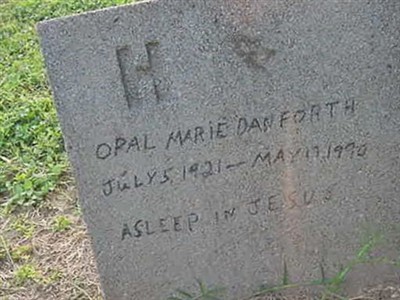 H
OPAL MARIE DANFORTH
JULY 5, 1921 — MAY 17, 1990
ASLEEP IN JESUS